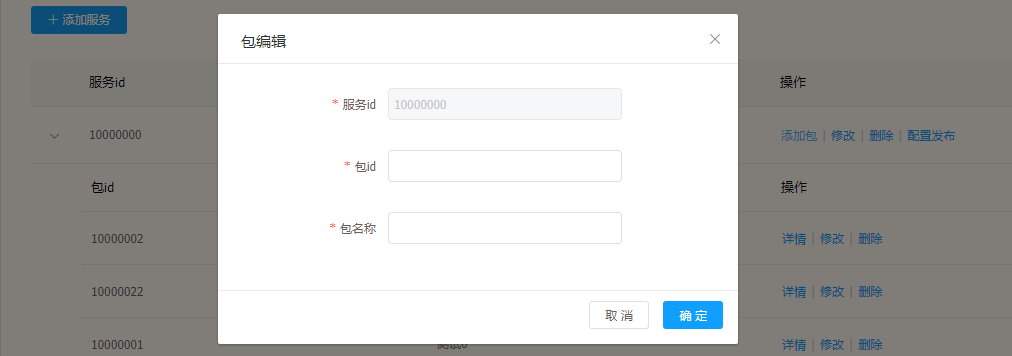 + 添加服务
包编辑
服务id
操作
* 服务id 10000000
10000000
添加包 | 修改 | 删除 | 配置发布
* 包id
包id
操作
* 包名称
10000002
详情 | 修改 | 删除
10000022
详情 | 修改 | 删除
取 消
确 定
10000001
详情 | 修改 | 删除